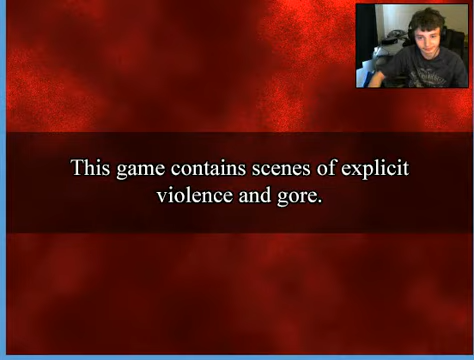 This game contains scenes of explicit
violence and gore.